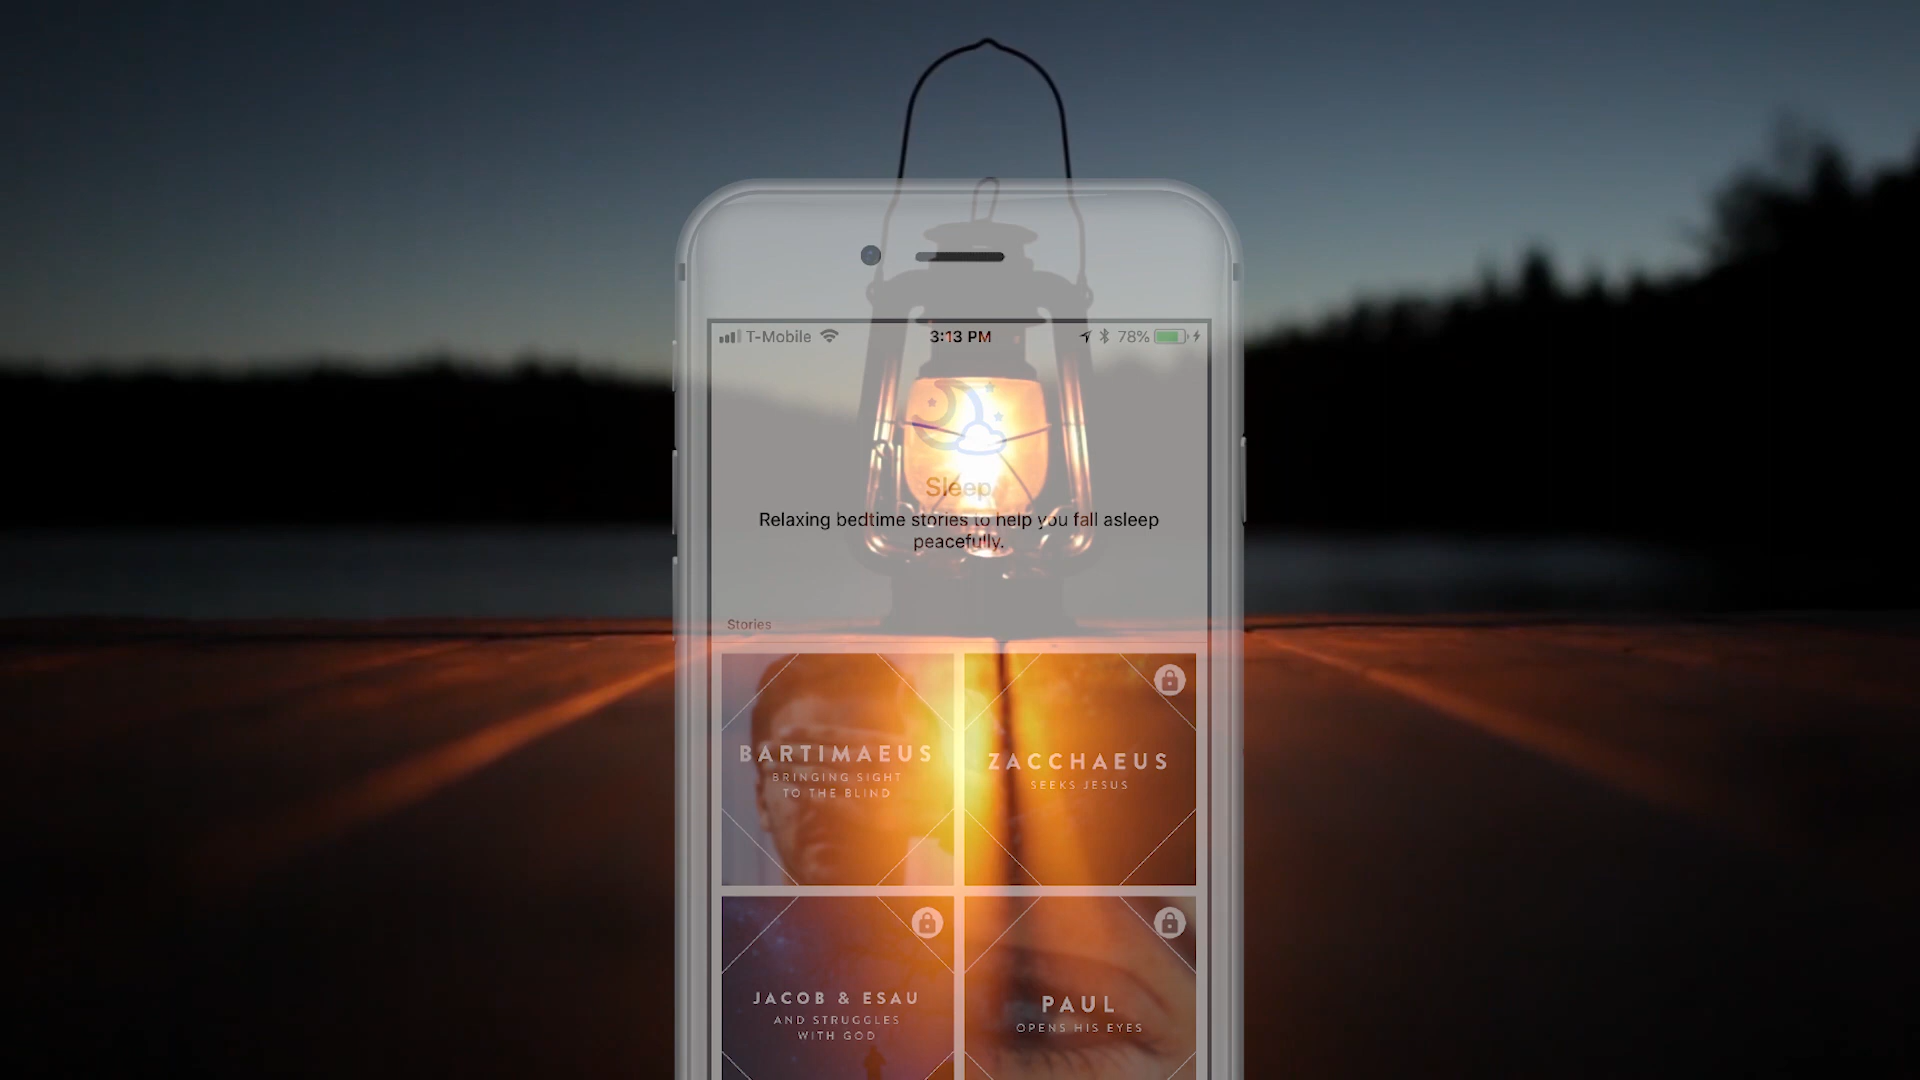 T-Mobile 3:13 PM 78%
Sleep
Relaxing bedtime stories to help you fall asleep
peacefully.
Stories
BARTIMAEUS
BRINGING SIGHT
TO THE BLIND
ZACCHAEUS
SEEKS JESUS
JACOB & ESAU
AND STRUGGLES
WITH GOD
PAUL
OPENS HIS EYES